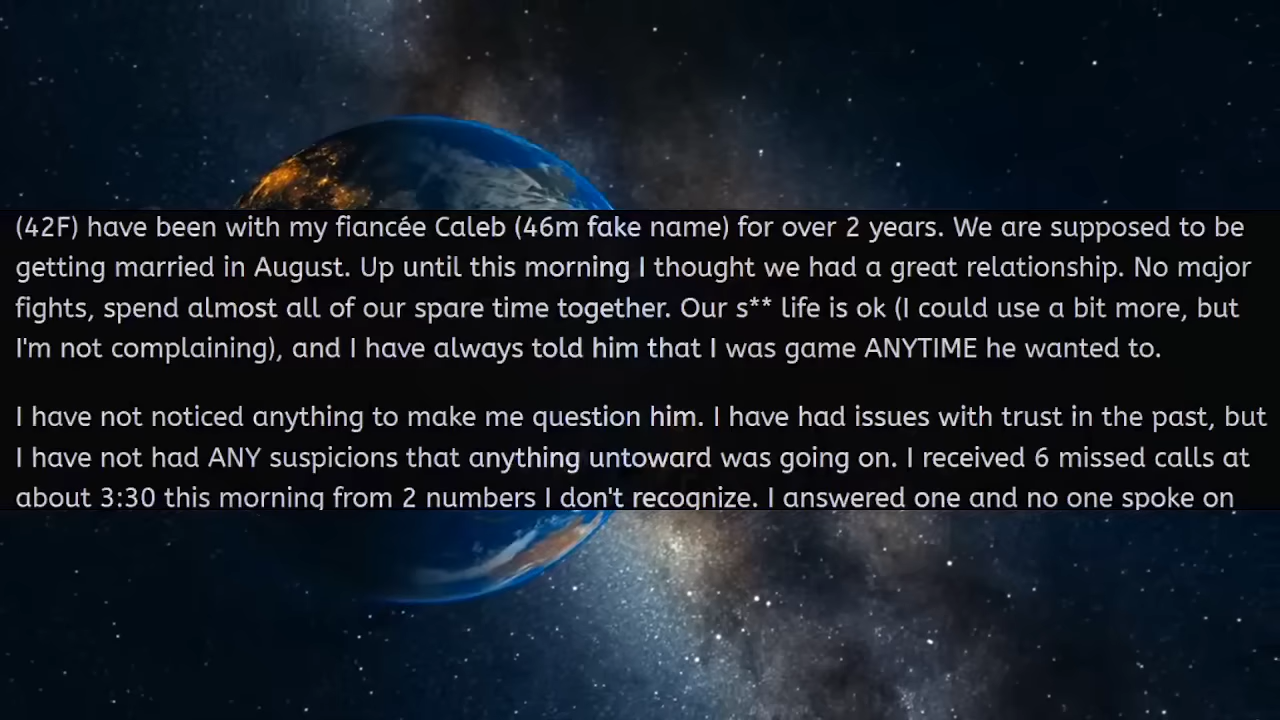 (42F) have been with my fiancée Caleb (46m fake name) for over 2 years. We are supposed to be
getting married in August. Up until this morning I thought we had a great relationship. No major
fights, spend almost all of our spare time together. Our s** life is ok (I could use a bit more, but
I'm not complaining), and I have always told him that I was game ANYTIME he wanted to.
I have not noticed anything to make me question him. I have had issues with trust in the past, but
I have not had ANY suspicions that anything untoward was going on. I received 6 missed calls at
about 3:30 this morning from 2 numbers I don't recognize. I answered one and no one spoke on